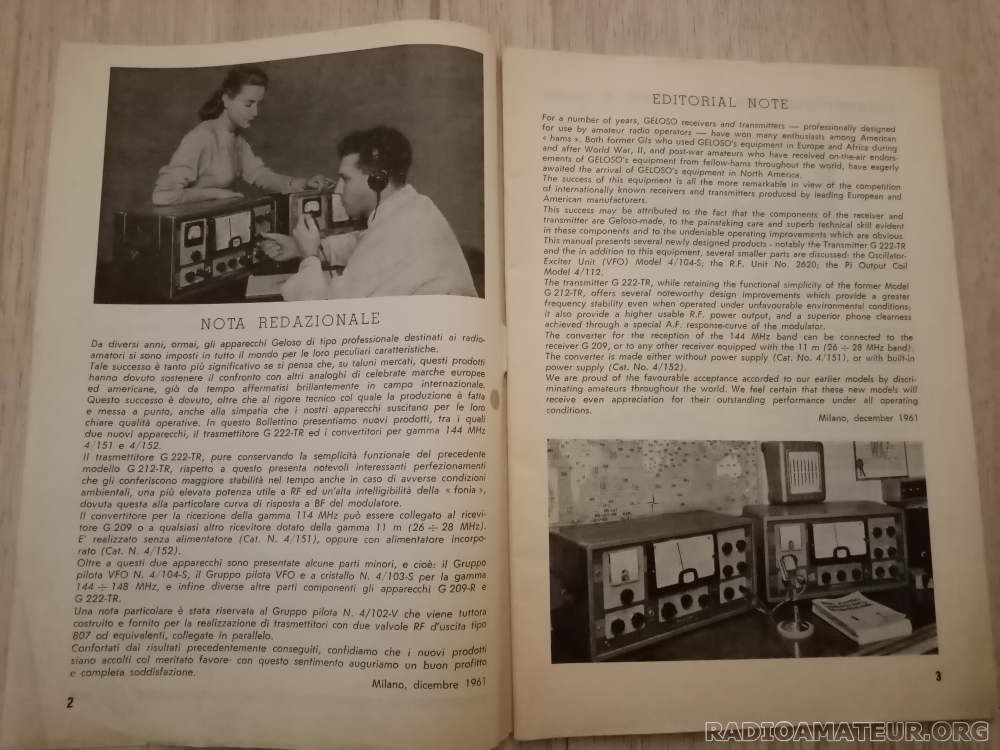 NOTA REDAZIONALE
Da diversi anni, ormai, gli apparecchi Geloso di tipo professionale destinati ai radio-
amatori si sono imposti in tutto il mondo per le loro peculiari caratteristiche.
Tale successo è tanto più significativo se si pensa che, su taluni mercati, questi prodotti
hanno dovuto sostenere il confronto con altri analoghi di celebrate marche europee
ed americane, già da tempo affermatisi brillantemente in campo internazionale.
Questo successo è dovuto, oltre che al rigore tecnico col quale la produzione è fatta
e messa a punto, anche alla simpatia che i nostri apparecchi suscitano per le loro
chiare qualità operative. In questo Bollettino presentiamo nuovi prodotti, tra i quali
due nuovi apparecchi, il trasmettitore G 222-TR ed i convertitori per gamma 144 MHz
4/151 e 4/152.
Il trasmettitore G 222-TR, pure conservando la semplicità funzionale del precedente
modello G 212-TR, rispetto a questo presenta notevoli interessanti perfezionamenti
che gli conferiscono maggiore stabilità nel tempo anche in caso di avverse condizioni
ambientali, una più elevata potenza utile a RF ed un'alta intelligibilità della « fonia »,
dovuta questa alla particolare curva di risposta a BF del modulatore.
Il convertitore per la ricezione della gamma 114 MHz può essere collegato al ricevi-
tore G 209 o a qualsiasi altro ricevitore dotato della gamma 11 m (26 ÷ 28 MHz).
E' realizzato senza alimentatore (Cat. N. 4/151), oppure con alimentatore incorpo-
rato (Cat. N. 4/152).
Oltre a questi due apparecchi sono presentate alcune parti minori, e cioè: il Gruppo
pilota VFO N. 4/104-S, il Gruppo pilota VFO e a cristallo N. 4/103-S per la gamma
144 ÷ 148 MHz, e infine diverse altre parti componenti gli apparecchi G 209-R e
G 222-TR.
Una nota particolare è stata riservata al Gruppo pilota N. 4/102-V che viene tuttora
costruito e fornito per la realizzazione di trasmettitori con due valvole RF d'uscita tipo
807 od equivalenti, collegate in parallelo.
Confortati dai risultati precedentemente conseguiti, confidiamo che i nuovi prodotti
siano accolti col meritato favore· con questo sentimento auguriamo un buon profitto
e completa soddisfazione.
Milano, dicembre 1961
2
EDITORIAL NOTE
For a number of years, GELOSO receivers and transmitters — professionally designed
for use by amateur radio operators — have won many enthusiasts among American
« hams ». Both former GIs who used GELOSO's equipment in Europe and Africa during
and after World War, II, and post-war amateurs who have received on-the-air endors-
ements of GELOSO's equipment from fellow-hams throughout the world, have eagerly
awaited the arrival of GELOSO's equipment in North America.
The success of this equipment is all the more remarkable in view of the competition
of internationally known receivers and transmitters produced by leading European and
American manufacturers.
This success may be attributed to the fact that the components of the receiver and
transmitter are Geloso-made, to the painstaking care and superb technical skill evident
in these components and to the undeniable operating improvements which are obvious.
This manual presents several newly designed products - notably the Transmitter G 222-TR
and the in addition to this equipment, several smaller parts are discussed: the Oscillator-
Exciter Unit (VFO) Model 4/104-S; the R.F. Unit No. 2620; the Pi Output Coil
Model 4/112.
The transmitter G 222-TR, while retaining the functional simplicity of the former Model
G 212-TR, offers several noteworthy design improvements which provide a greater
frequency stability even when operated under unfavourable environmental conditions;
it also provide a higher usable R.F. power output, and a superior phone clearness
achieved through a special A.F. response-curve of the modulator.
The converter for the reception of the 144 MHz band can be connected to the
receiver G 209, or to any other receiver equipped with the 11 m (26 ÷ 28 MHz band).
The converter is made either without power supply (Cat. No. 4/151), or with built-in
power supply (Cat. No. 4/152).
We are proud of the favourable acceptance accorded to our earlier models by discri-
minating amateurs throughout the world. We feel certain that these new models will
receive even appreciation for their outstanding performance under all operating
conditions.
Milano, december 1961
3
RADIOAMATEUR.ORG